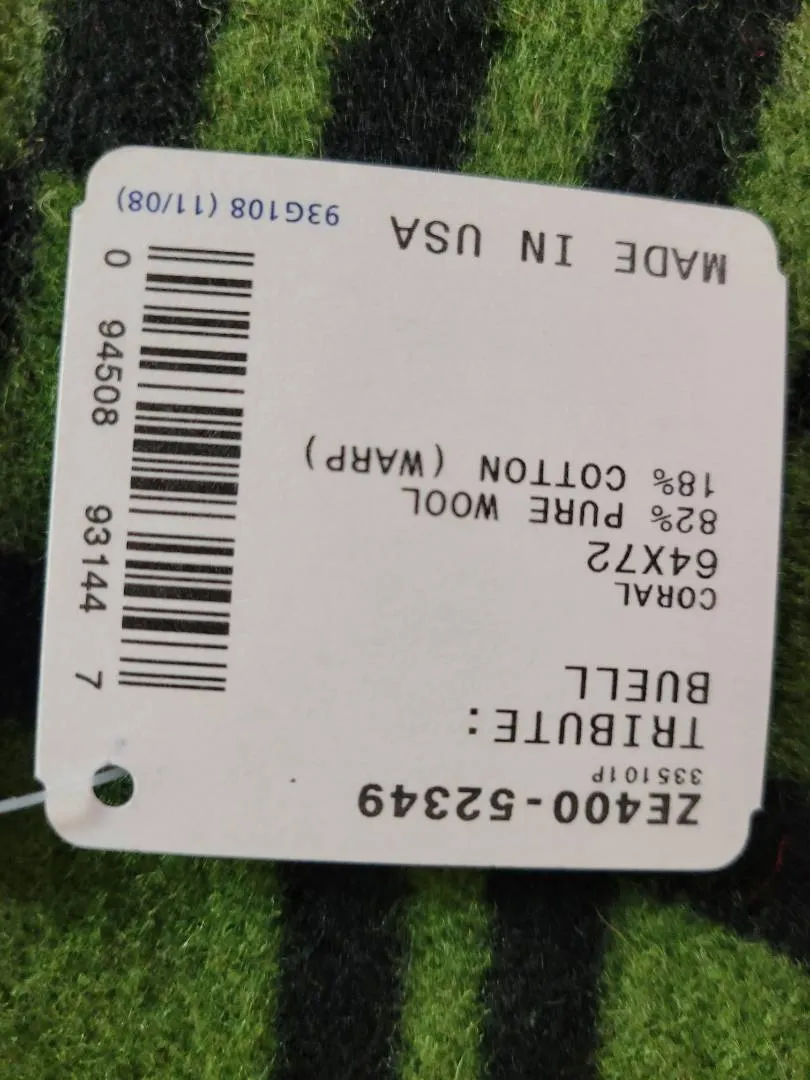 ZE400-52349
335101P
TRIBUTE:
BUELL
CORAL
64X72
82% PURE WOOL
18% COTTON (WARP)
MADE IN USA
93G108 (11/08)
0 94508 93144 7